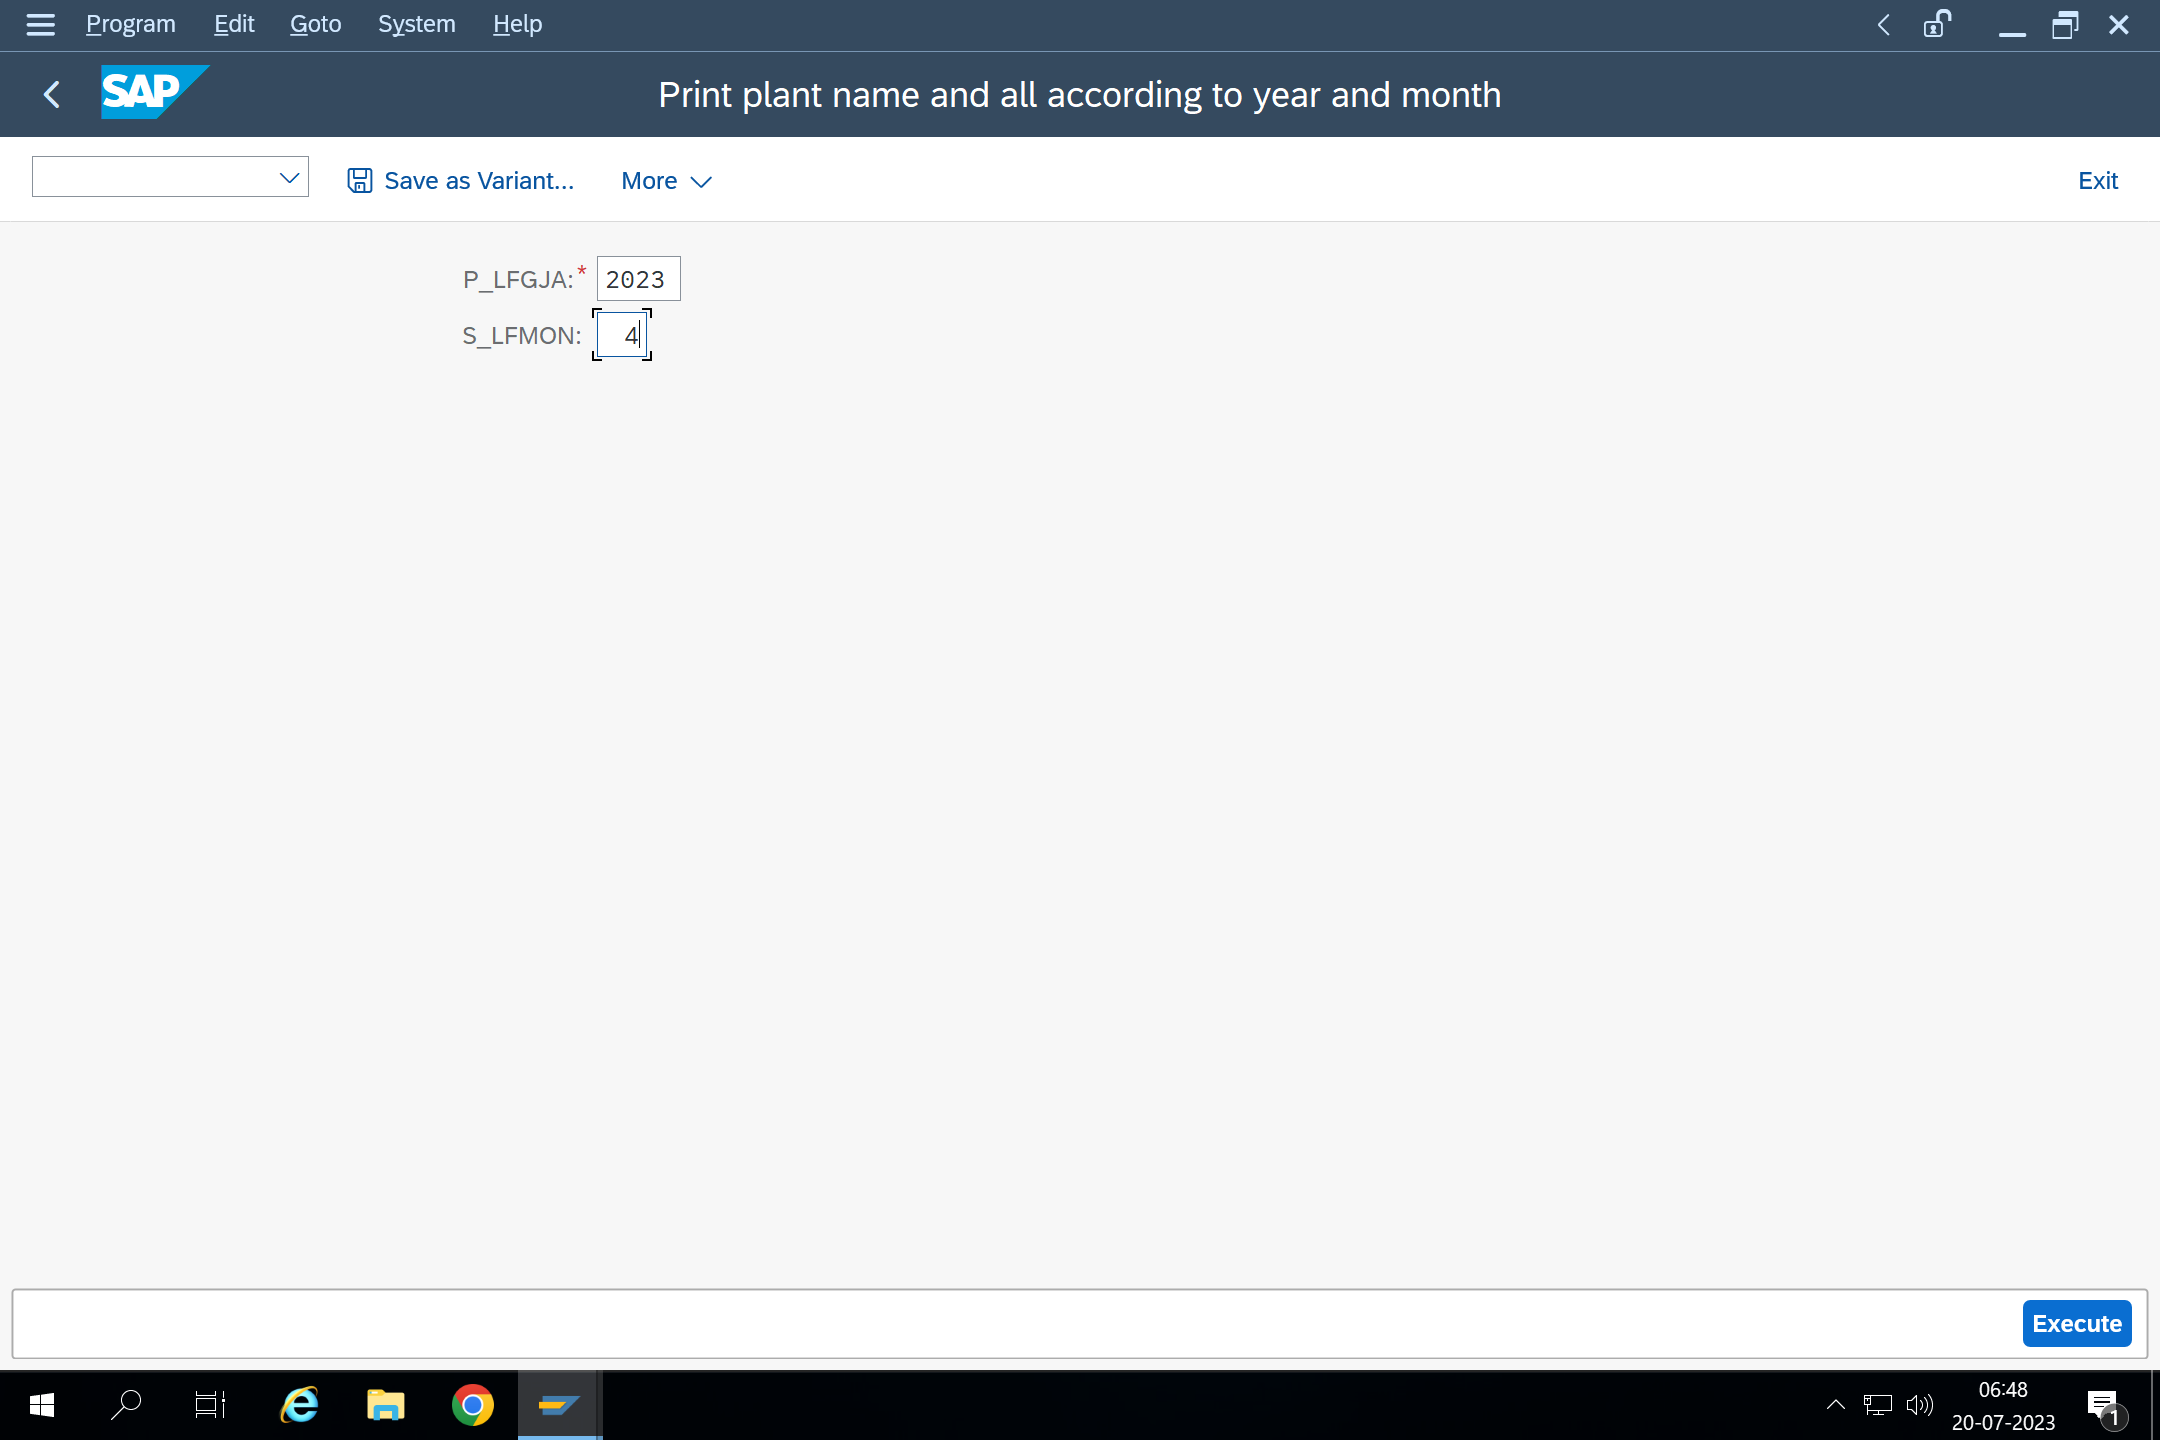 Program Edit Goto System Help
SAP Print plant name and all according to year and month
Save as Variant... More Exit
P_LFGJA:* 2023
S_LFMON: 4
Execute
06:48
20-07-2023
1